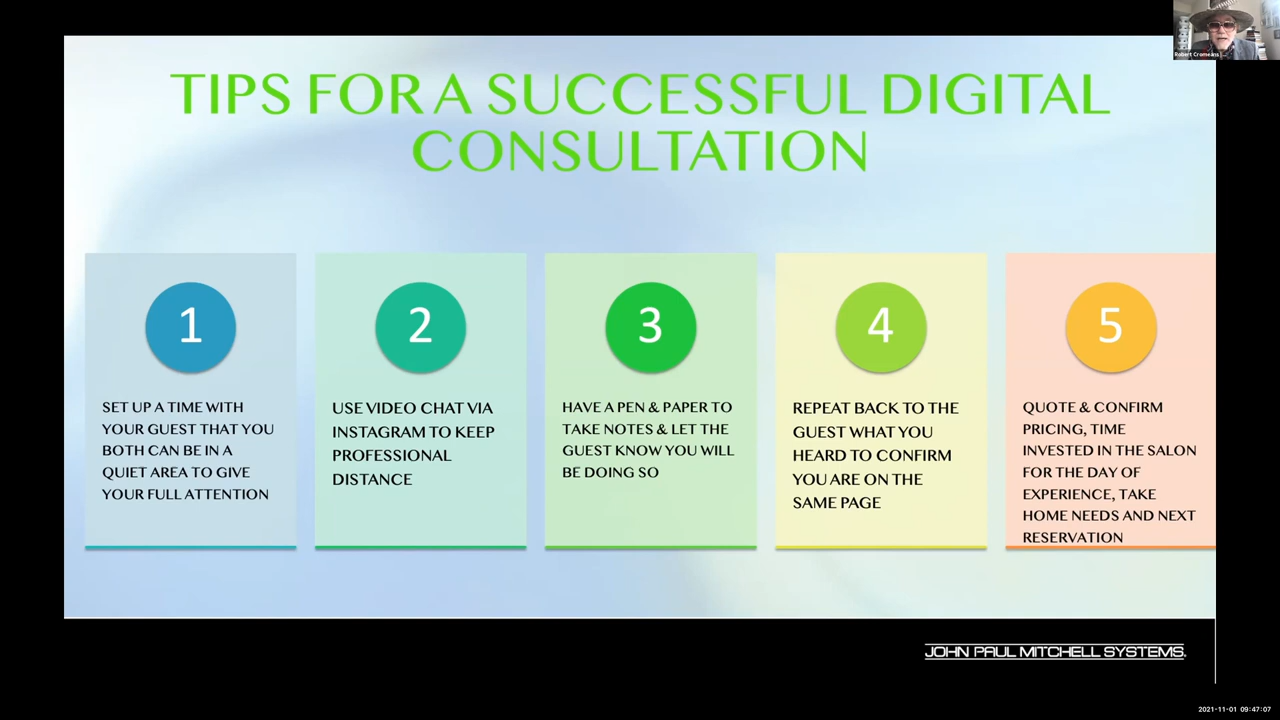 Robert Cromeans
TIPS FOR A SUCCESSFUL DIGITAL
CONSULTATION
1
SET UP A TIME WITH
YOUR GUEST THAT YOU
BOTH CAN BE IN A
QUIET AREA TO GIVE
YOUR FULL ATTENTION
2
USE VIDEO CHAT VIA
INSTAGRAM TO KEEP
PROFESSIONAL
DISTANCE
3
HAVE A PEN & PAPER TO
TAKE NOTES & LET THE
GUEST KNOW YOU WILL
BE DOING SO
4
REPEAT BACK TO THE
GUEST WHAT YOU
HEARD TO CONFIRM
YOU ARE ON THE
SAME PAGE
5
QUOTE & CONFIRM
PRICING, TIME
INVESTED IN THE SALON
FOR THE DAY OF
EXPERIENCE, TAKE
HOME NEEDS AND NEXT
RESERVATION
JOHN PAUL MITCHELL SYSTEMS.
2021-11-01 09:47:07